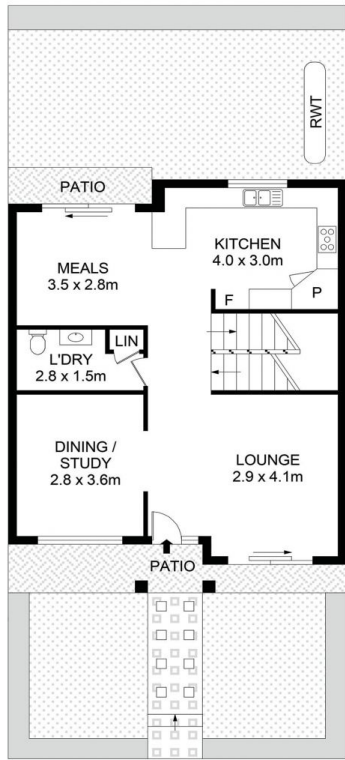 RWT
PATIO
KITCHEN
4.0 x 3.0m
MEALS
3.5 x 2.8m
F
P
LIN
L'DRY
2.8 x 1.5m
DINING /
STUDY
2.8 x 3.6m
LOUNGE
2.9 x 4.1m
PATIO